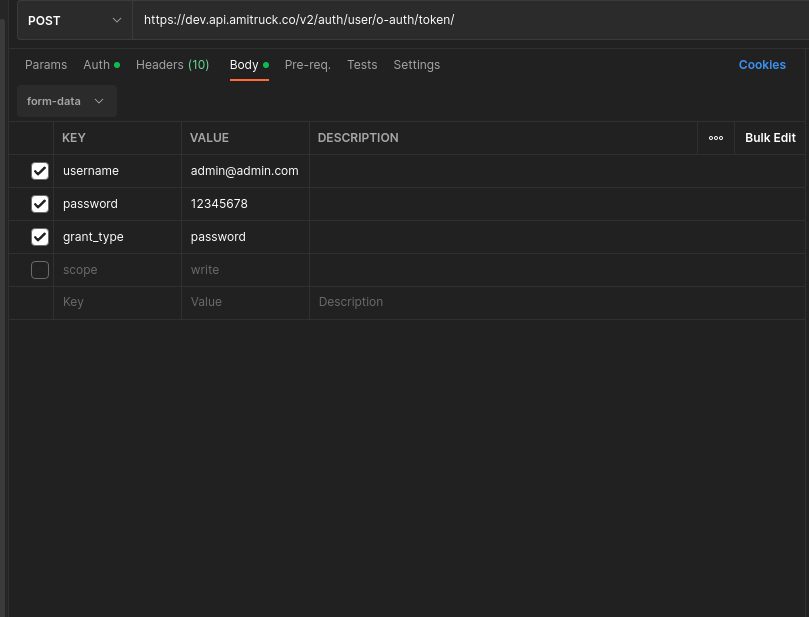 POST https://dev.api.amitruck.co/v2/auth/user/o-auth/token/
Params Auth Headers (10) Body Pre-req. Tests Settings Cookies
form-data
KEY VALUE DESCRIPTION Bulk Edit
username admin@admin.com
password 12345678
grant_type password
scope write
Key Value Description